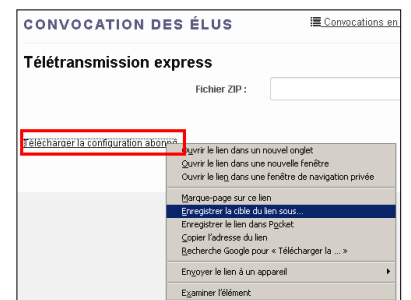 CONVOCATION DES ÉLUS
Convocations en
Télétransmission express
Fichier ZIP :
Télécharger la configuration abonné
Ouvrir le lien dans un nouvel onglet
Ouvrir le lien dans une nouvelle fenêtre
Ouvrir le lien dans une fenêtre de navigation privée
Marque-page sur ce lien
Enregistrer la cible du lien sous...
Enregistrer le lien dans Pocket
Copier l'adresse du lien
Recherche Google pour « Télécharger la ... »
Envoyer le lien à un appareil
Examiner l'élément